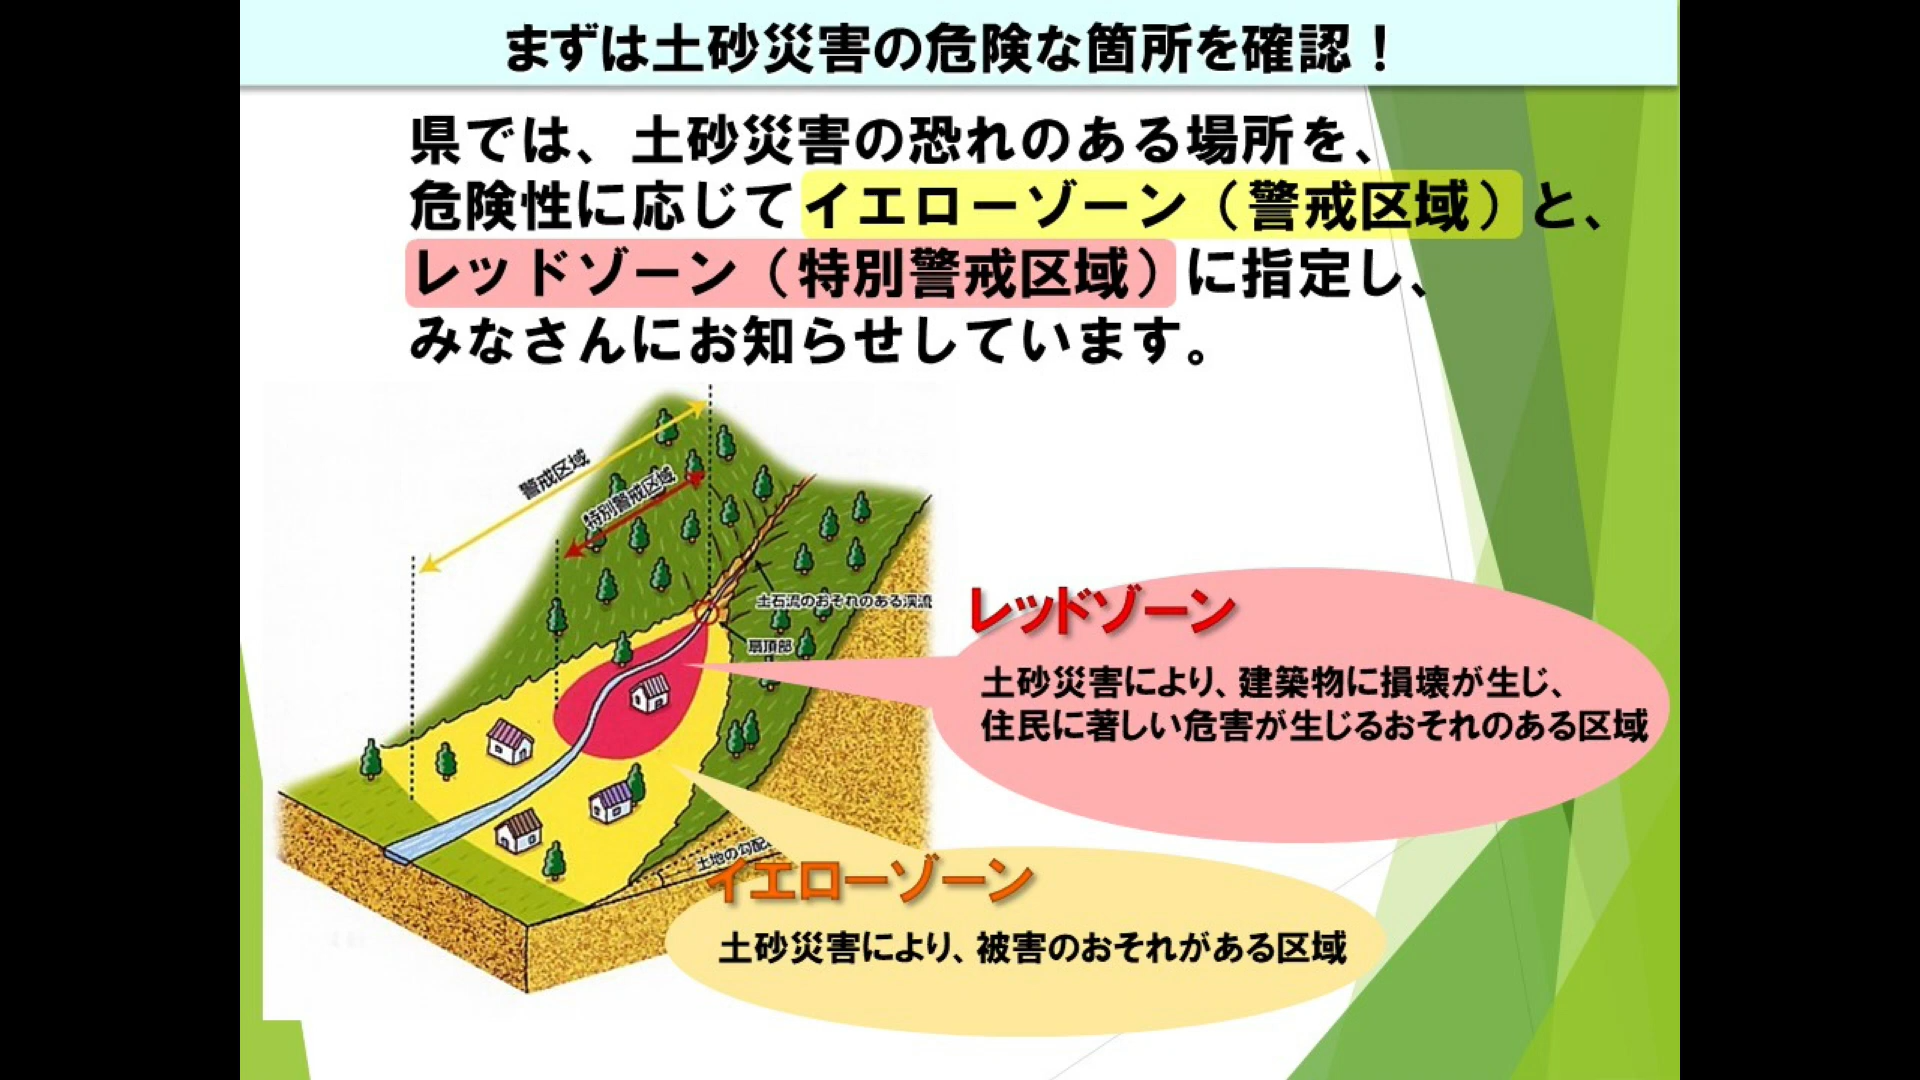 まずは土砂災害の危険な箇所を確認！
県では、土砂災害の恐れのある場所を、
危険性に応じてイエローゾーン（警戒区域）と、
レッドゾーン（特別警戒区域）に指定し、
みなさんにお知らせしています。
警戒区域
特別警戒区域
土石流のおそれのある渓流
扇頂部
レッドゾーン
土砂災害により、建築物に損壊が生じ、
住民に著しい危害が生じるおそれのある区域
土地の勾配
イエローゾーン
土砂災害により、被害のおそれがある区域